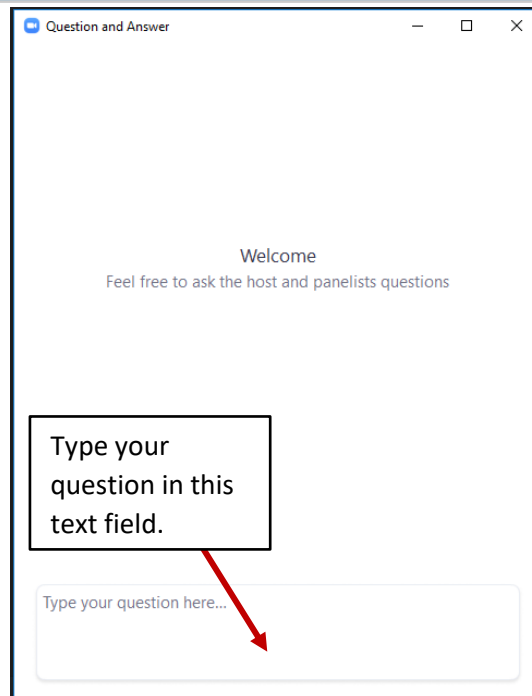 Question and Answer
Welcome
Feel free to ask the host and panelists questions
Type your
question in this
text field.
Type your question here...